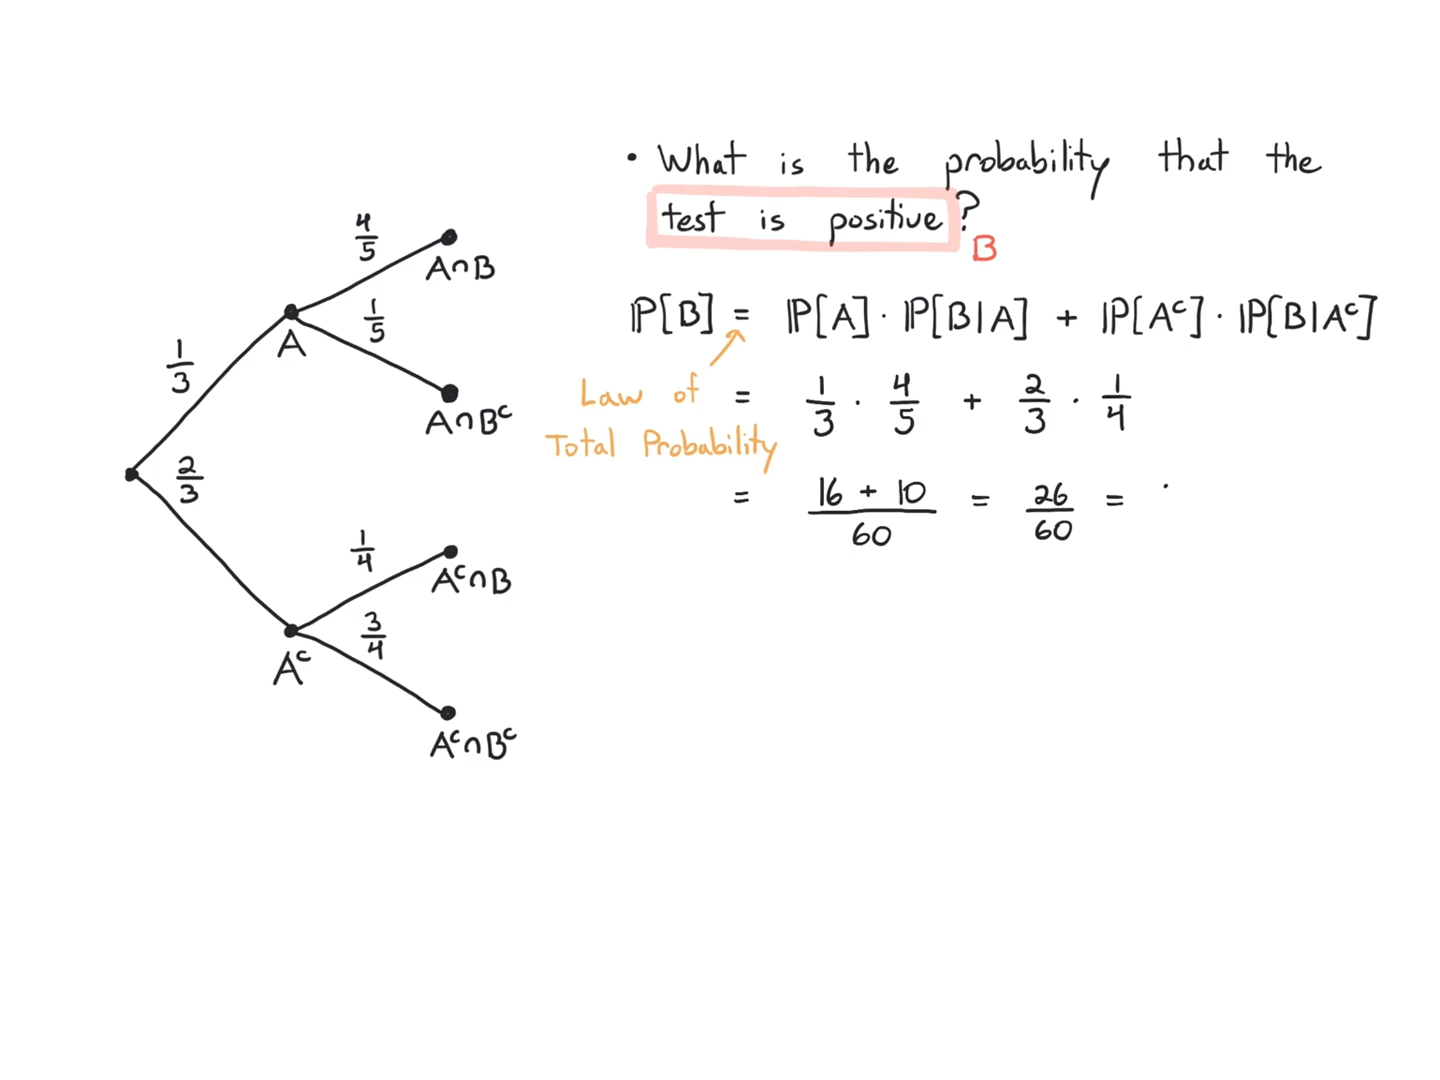 • What is the probability that the
test is positive?
B
ℙ[B] = ℙ[A] · ℙ[B|A] + ℙ[Aᶜ] · ℙ[B|Aᶜ]
Law of
Total Probability
= 1/3 · 4/5 + 2/3 · 1/4
= (16 + 10)/60 = 26/60 =
4/5
A∩B
1/5
A
1/3
A∩Bᶜ
2/3
1/4
Aᶜ∩B
3/4
Aᶜ
Aᶜ∩Bᶜ